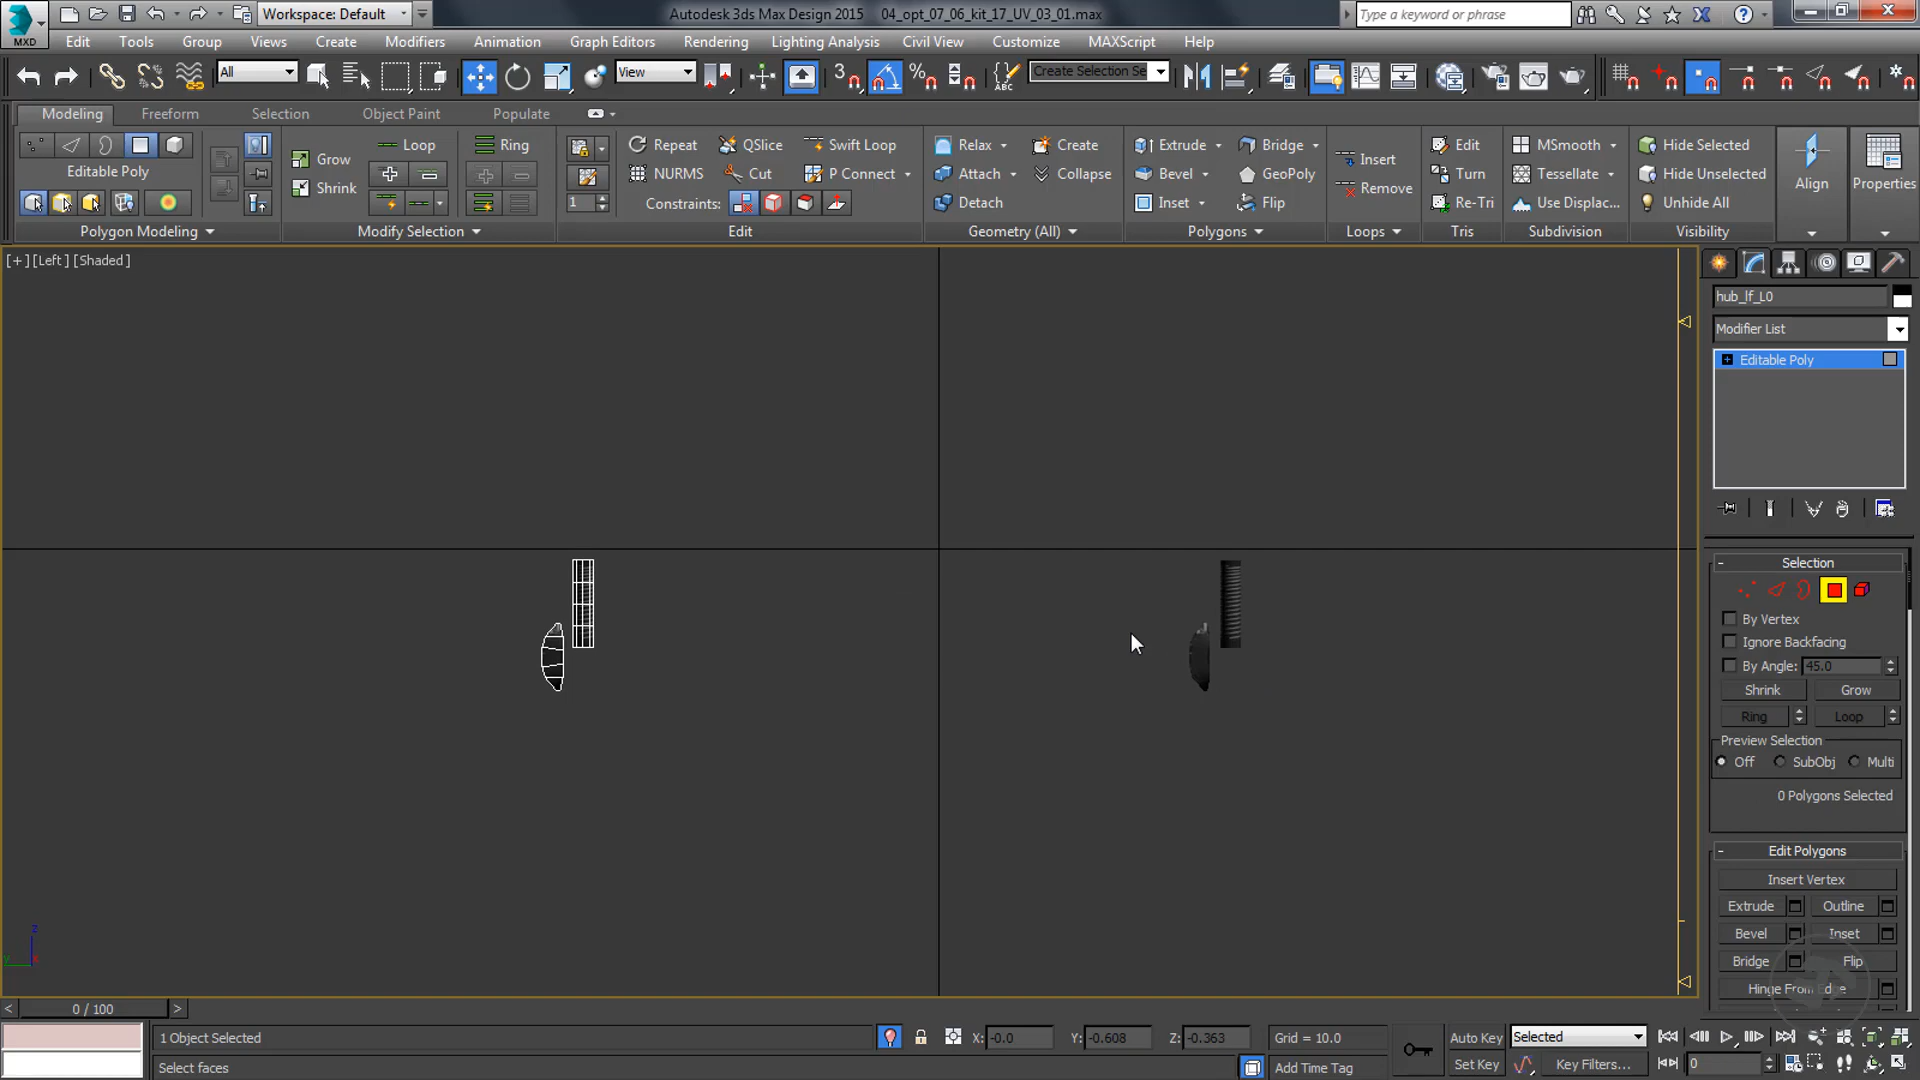 Workspace: Default
Autodesk 3ds Max Design 2015    04_opt_07_06_kit_17_UV_03_01.max
Type a keyword or phrase
MXD
Edit Tools Group Views Create Modifiers Animation Graph Editors Rendering Lighting Analysis Civil View Customize MAXScript Help
All
View
3
%
ABC
Create Selection Se
Modeling Freeform Selection Object Paint Populate
Editable Poly
Polygon Modeling
Grow
Shrink
Loop
Ring
Modify Selection
Repeat QSlice Swift Loop
NURMS Cut P Connect
1
Constraints:
Edit
Relax Create
Attach Collapse
Detach
Geometry (All)
Extrude Bridge
Bevel GeoPoly
Inset Flip
Polygons
Insert
Remove
Loops
Edit
Turn
Re-Tri
Tris
MSmooth
Tessellate
Use Displac...
Subdivision
Hide Selected
Hide Unselected
Unhide All
Visibility
Align
Properties
[+] [Left] [Shaded]
hub_lf_L0
Modifier List
Editable Poly
Selection
By Vertex
Ignore Backfacing
By Angle: 45.0
Shrink Grow
Ring Loop
Preview Selection
Off SubObj Multi
0 Polygons Selected
Edit Polygons
Insert Vertex
Extrude Outline
Bevel Inset
Bridge Flip
Hinge From Edge
z
y
x
< 0 / 100 >
1 Object Selected
X: -0.0 Y: -0.608 Z: -0.363
Grid = 10.0
Auto Key Selected
Select faces
Add Time Tag
Set Key Key Filters...
0